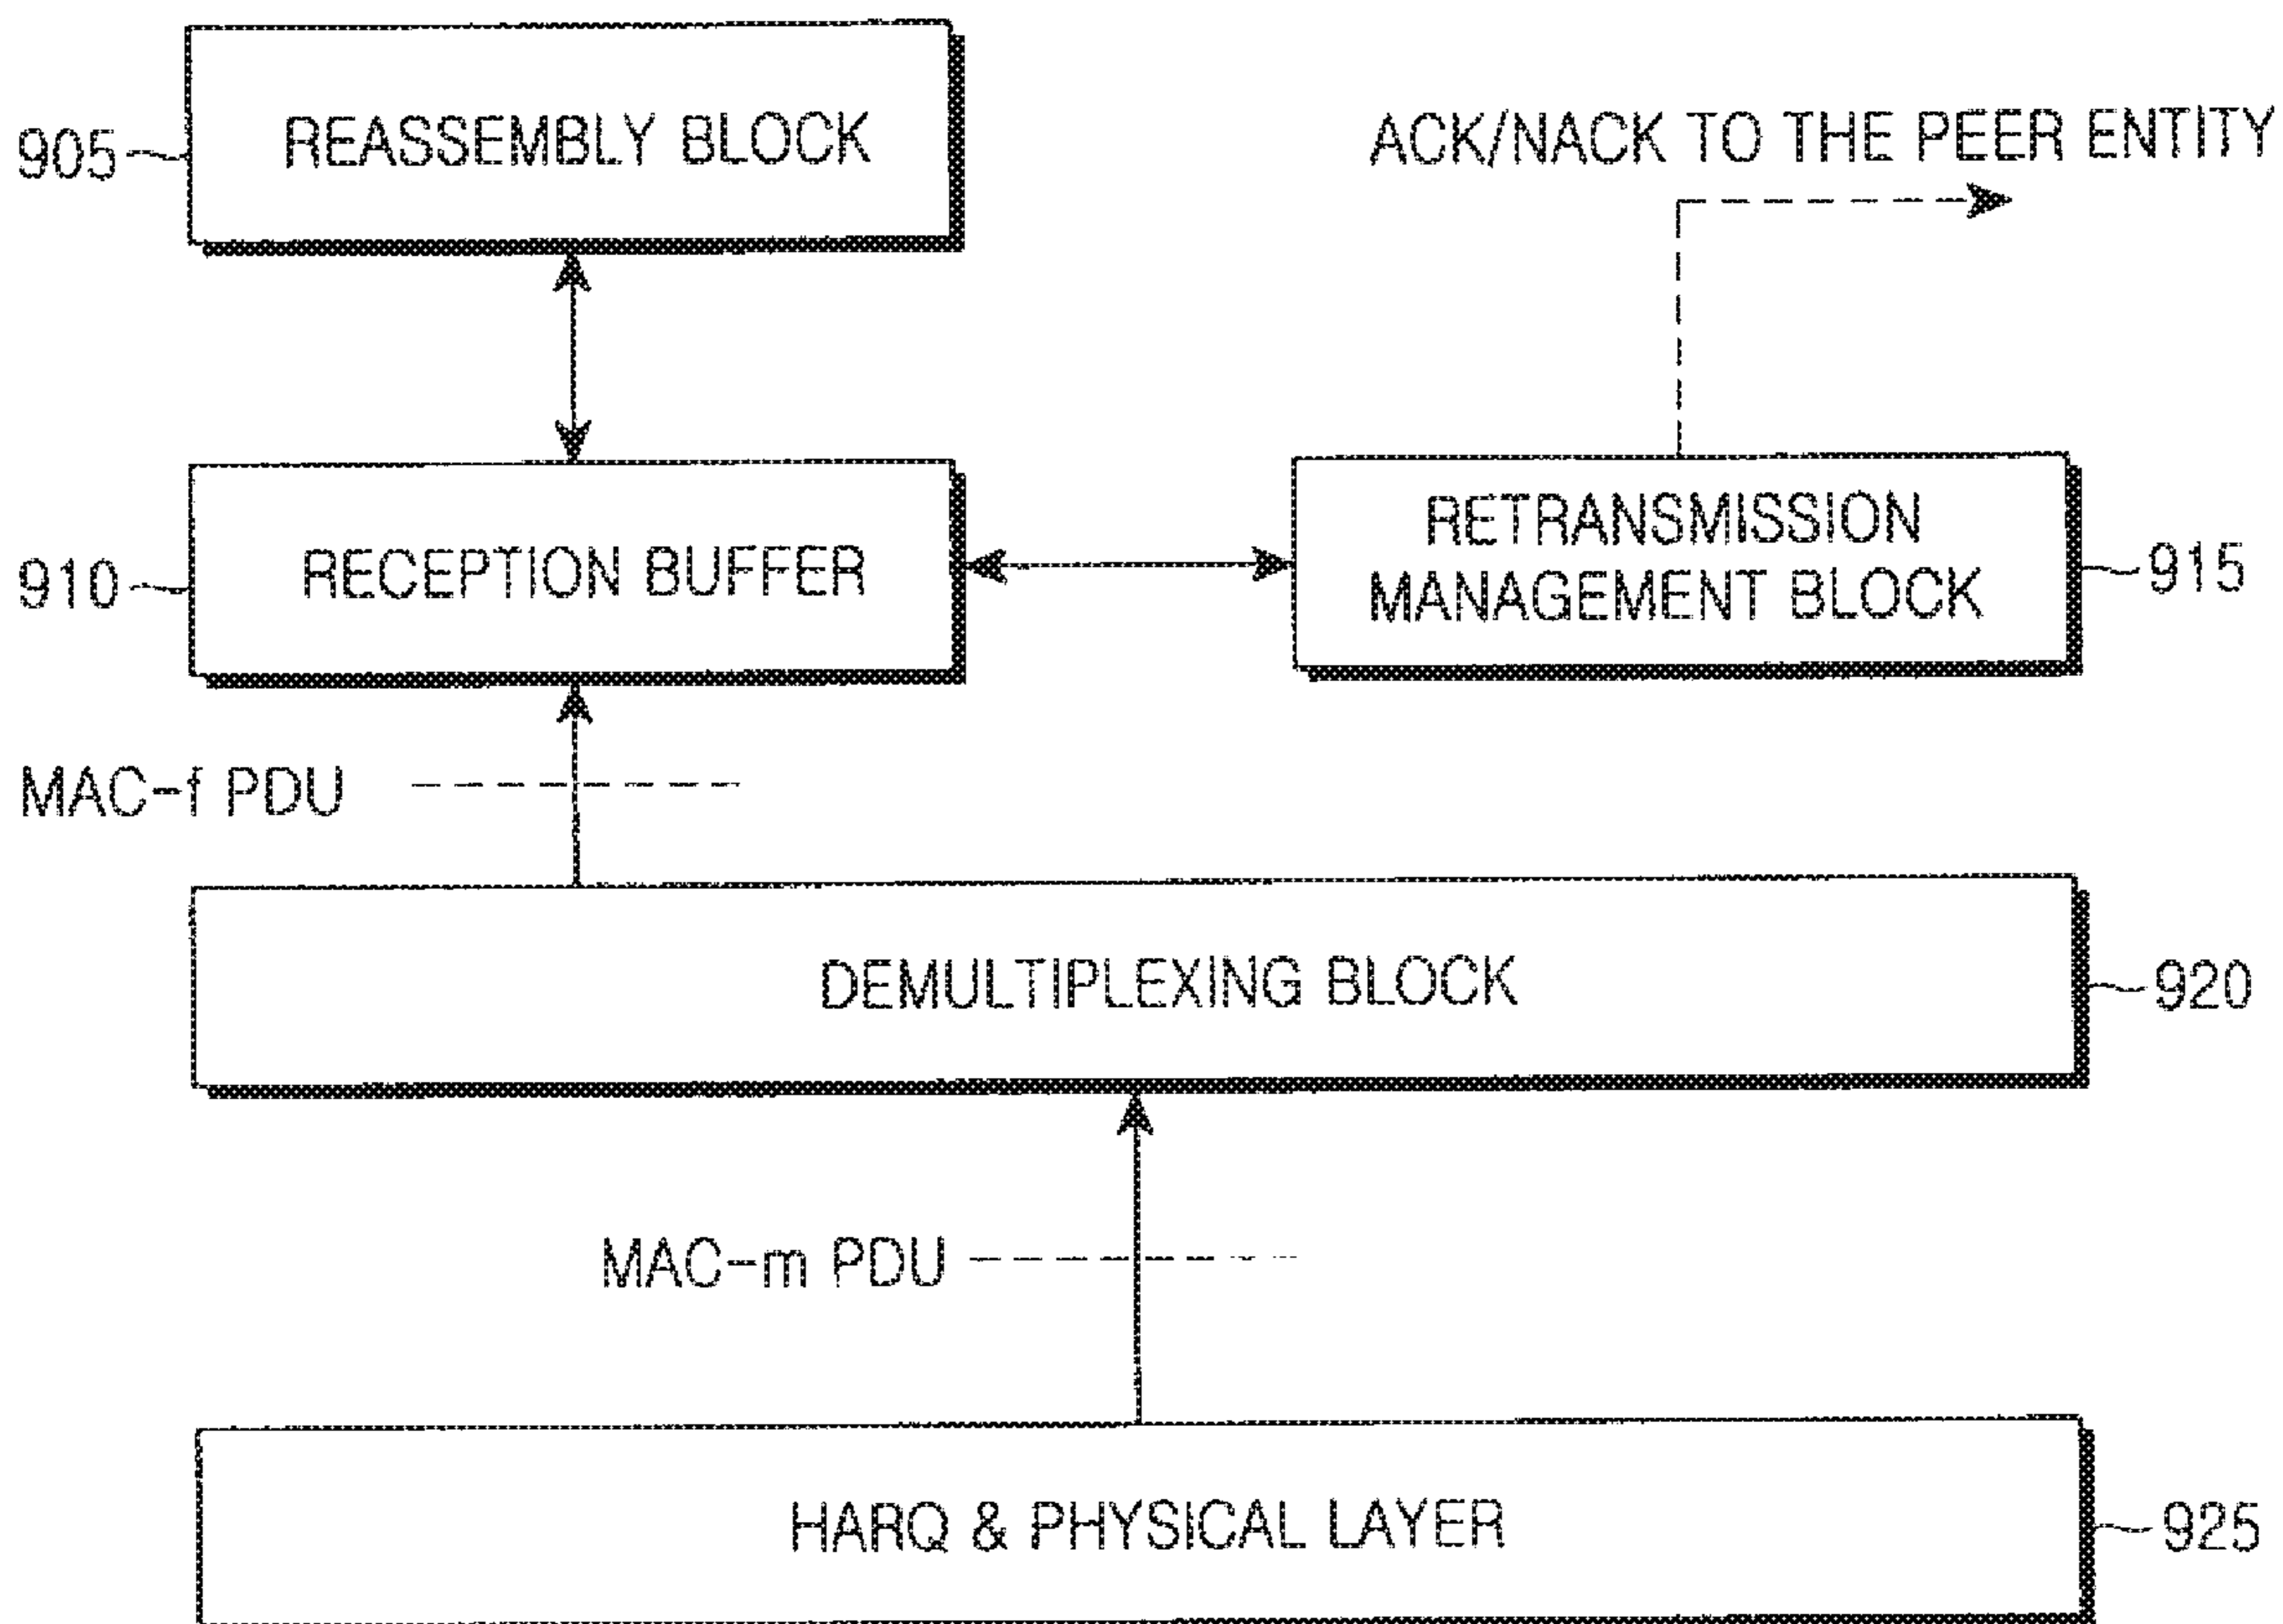 REASSEMBLY BLOCK
905
ACK/NACK TO THE PEER ENTITY
RECEPTION BUFFER
910
RETRANSMISSION
MANAGEMENT BLOCK
915
MAC-f PDU
DEMULTIPLEXING BLOCK
920
MAC-m PDU
HARQ & PHYSICAL LAYER
925